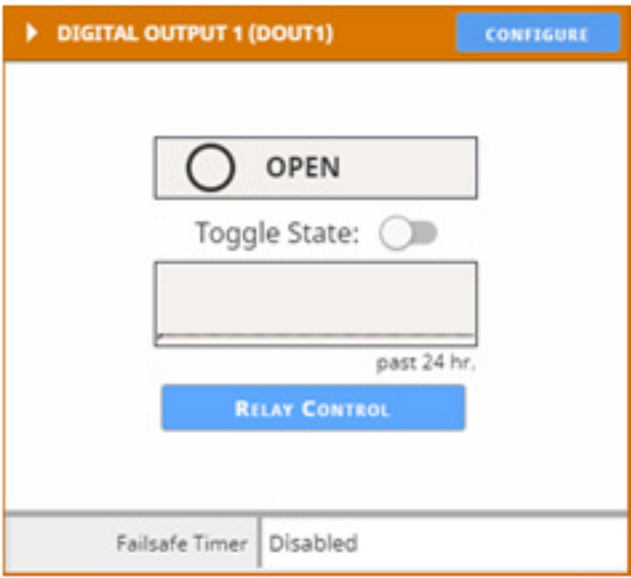 DIGITAL OUTPUT 1 (DOUT1) CONFIGURE
OPEN
Toggle State:
past 24 hr.
RELAY CONTROL
Failsafe Timer Disabled